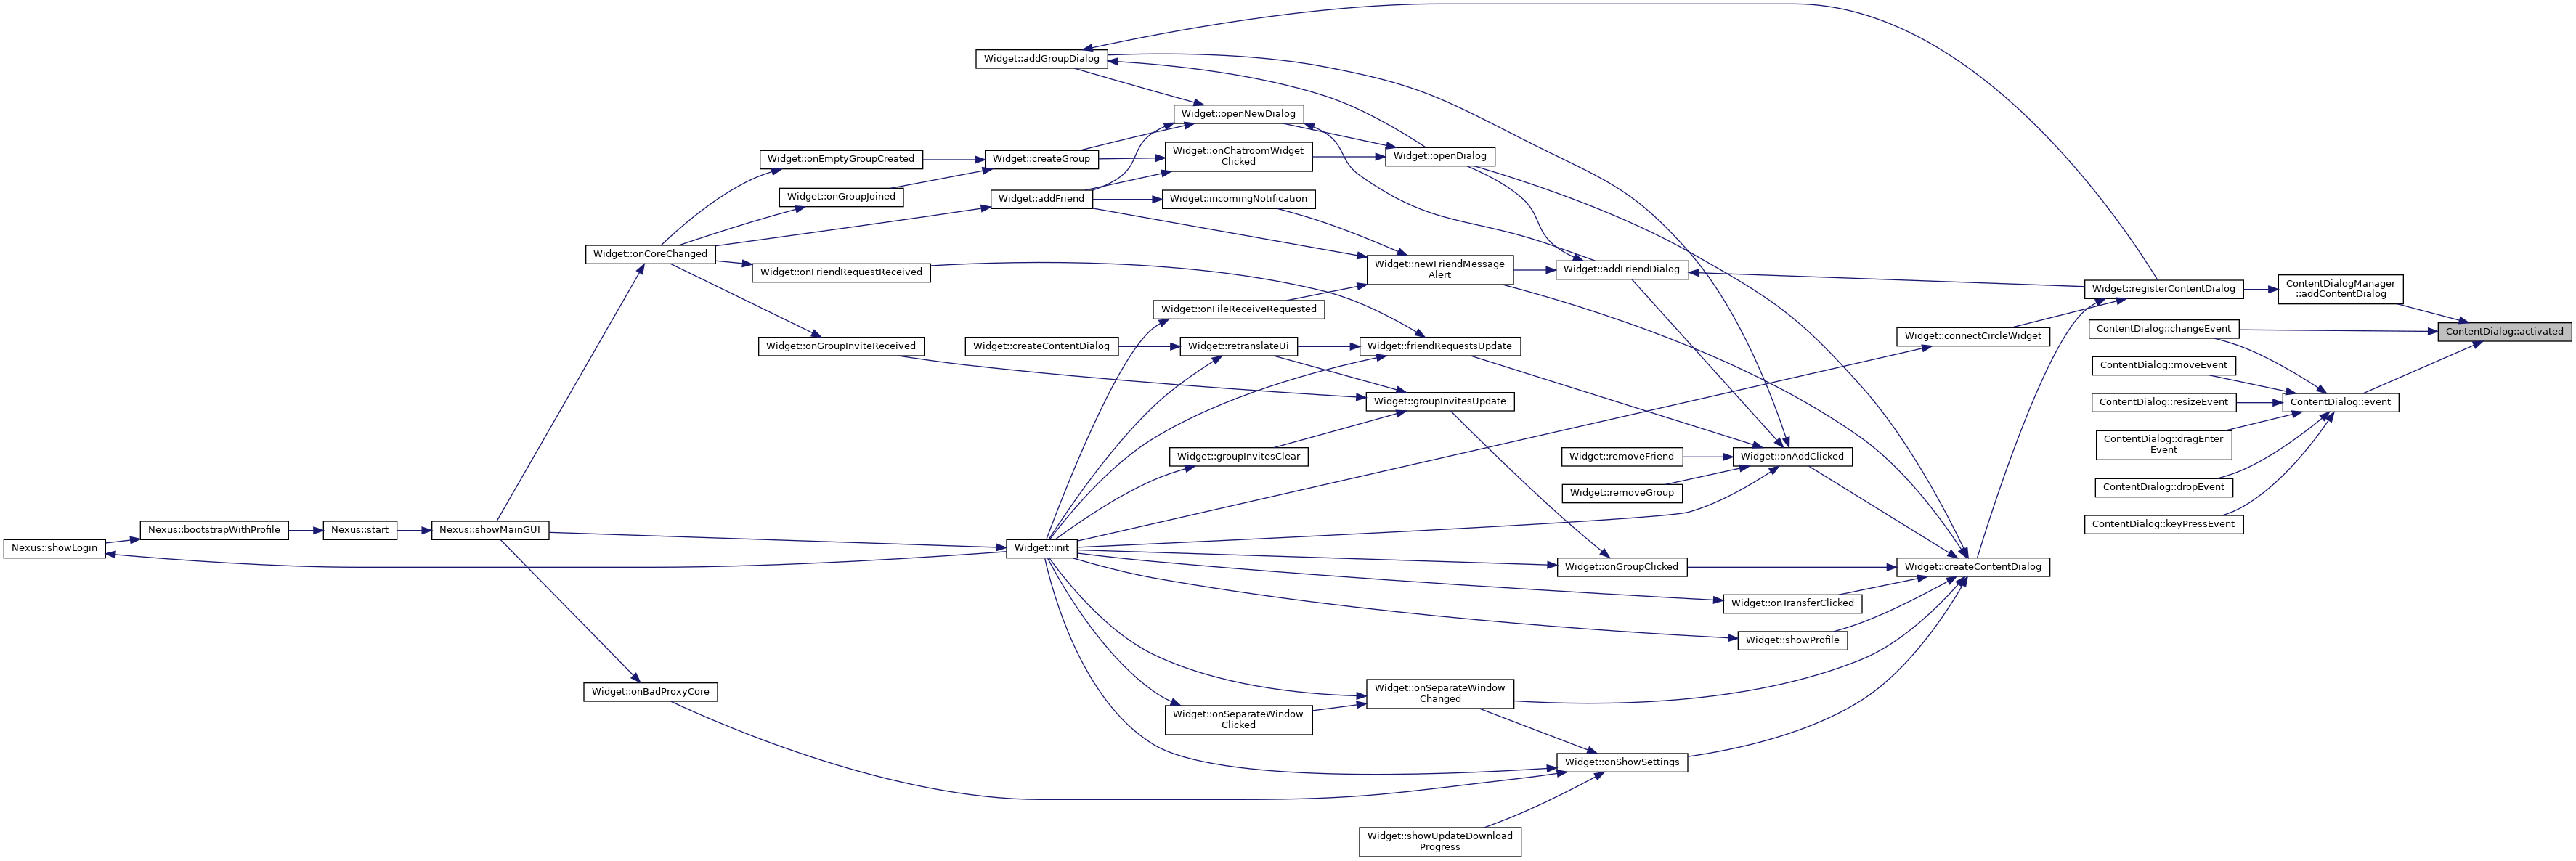 Widget::addGroupDialog
Widget::openNewDialog
Widget::onEmptyGroupCreated
Widget::createGroup
Widget::onChatroomWidget
Clicked
Widget::openDialog
Widget::onGroupJoined
Widget::addFriend
Widget::incomingNotification
Widget::onCoreChanged
Widget::onFriendRequestReceived
Widget::newFriendMessage
Alert
Widget::addFriendDialog
Widget::registerContentDialog
ContentDialogManager
::addContentDialog
Widget::onFileReceiveRequested
ContentDialog::changeEvent
ContentDialog::activated
Widget::connectCircleWidget
Widget::onGroupInviteReceived
Widget::createContentDialog
Widget::retranslateUi
Widget::friendRequestsUpdate
ContentDialog::moveEvent
Widget::groupInvitesUpdate
ContentDialog::resizeEvent
ContentDialog::event
ContentDialog::dragEnter
Event
Widget::groupInvitesClear
Widget::removeFriend
Widget::onAddClicked
ContentDialog::dropEvent
Widget::removeGroup
ContentDialog::keyPressEvent
Nexus::showLogin
Nexus::bootstrapWithProfile
Nexus::start
Nexus::showMainGUI
Widget::init
Widget::onGroupClicked
Widget::createContentDialog
Widget::onTransferClicked
Widget::showProfile
Widget::onBadProxyCore
Widget::onSeparateWindow
Changed
Widget::onSeparateWindow
Clicked
Widget::onShowSettings
Widget::showUpdateDownload
Progress